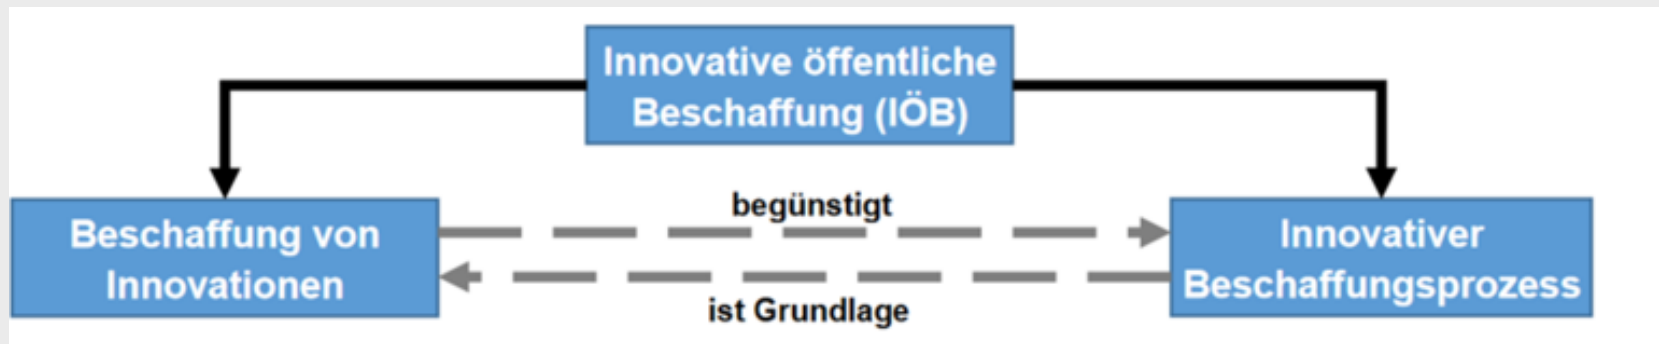 Innovative öffentliche
Beschaffung (IÖB)
begünstigt
Beschaffung von
Innovationen
Innovativer
Beschaffungsprozess
ist Grundlage